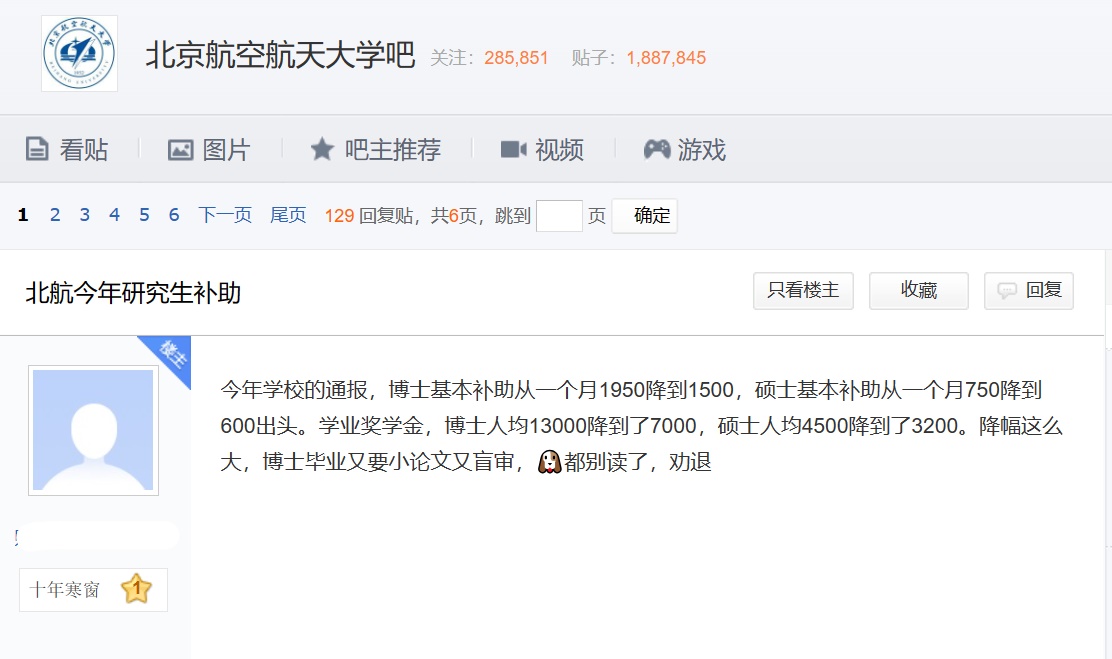 北京航空航天大学吧 关注：285,851 贴子：1,887,845
看贴 图片 吧主推荐 视频 游戏
1 2 3 4 5 6 下一页 尾页 129回复贴，共6页，跳到 页 确定
北航今年研究生补助 只看楼主 收藏 回复
楼主
今年学校的通报，博士基本补助从一个月1950降到1500，硕士基本补助从一个月750降到
600出头。学业奖学金，博士人均13000降到了7000，硕士人均4500降到了3200。降幅这么
大，博士毕业又要小论文又盲审，都别读了，劝退
十年寒窗 1